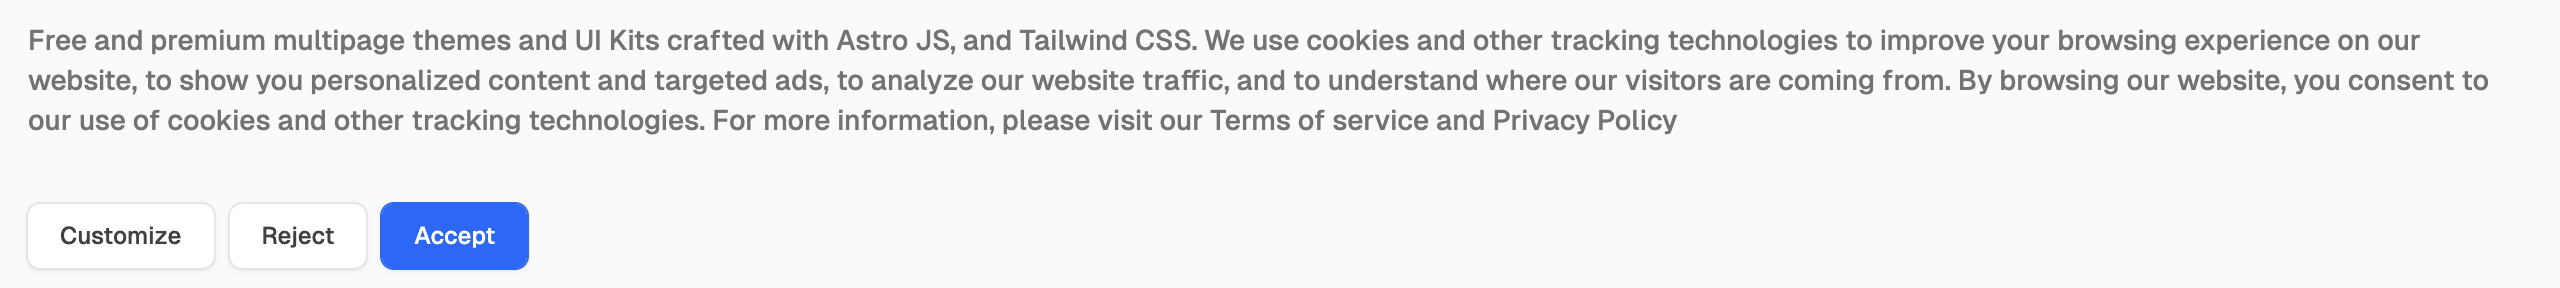 Free and premium multipage themes and UI Kits crafted with Astro JS, and Tailwind CSS. We use cookies and other tracking technologies to improve your browsing experience on our
website, to show you personalized content and targeted ads, to analyze our website traffic, and to understand where our visitors are coming from. By browsing our website, you consent to
our use of cookies and other tracking technologies. For more information, please visit our Terms of service and Privacy Policy
Customize Reject Accept